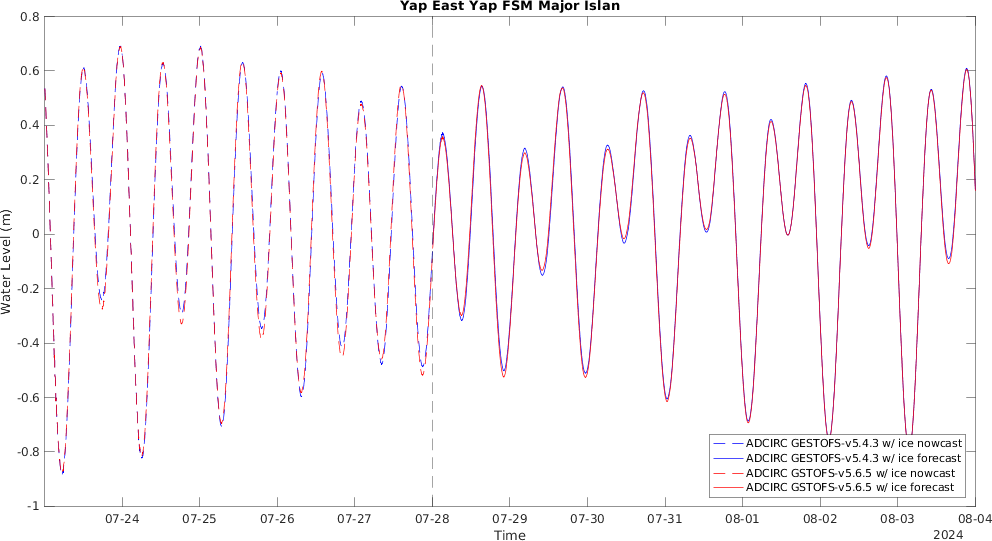 Yap East Yap FSM Major Islan
0.8
0.6
0.4
0.2
0
-0.2
-0.4
-0.6
-0.8
-1
Water Level (m)
07-24 07-25 07-26 07-27 07-28 07-29 07-30 07-31 08-01 08-02 08-03 08-04
Time
2024
ADCIRC GESTOFS-v5.4.3 w/ ice nowcast
ADCIRC GESTOFS-v5.4.3 w/ ice forecast
ADCIRC GSTOFS-v5.6.5 w/ ice nowcast
ADCIRC GSTOFS-v5.6.5 w/ ice forecast